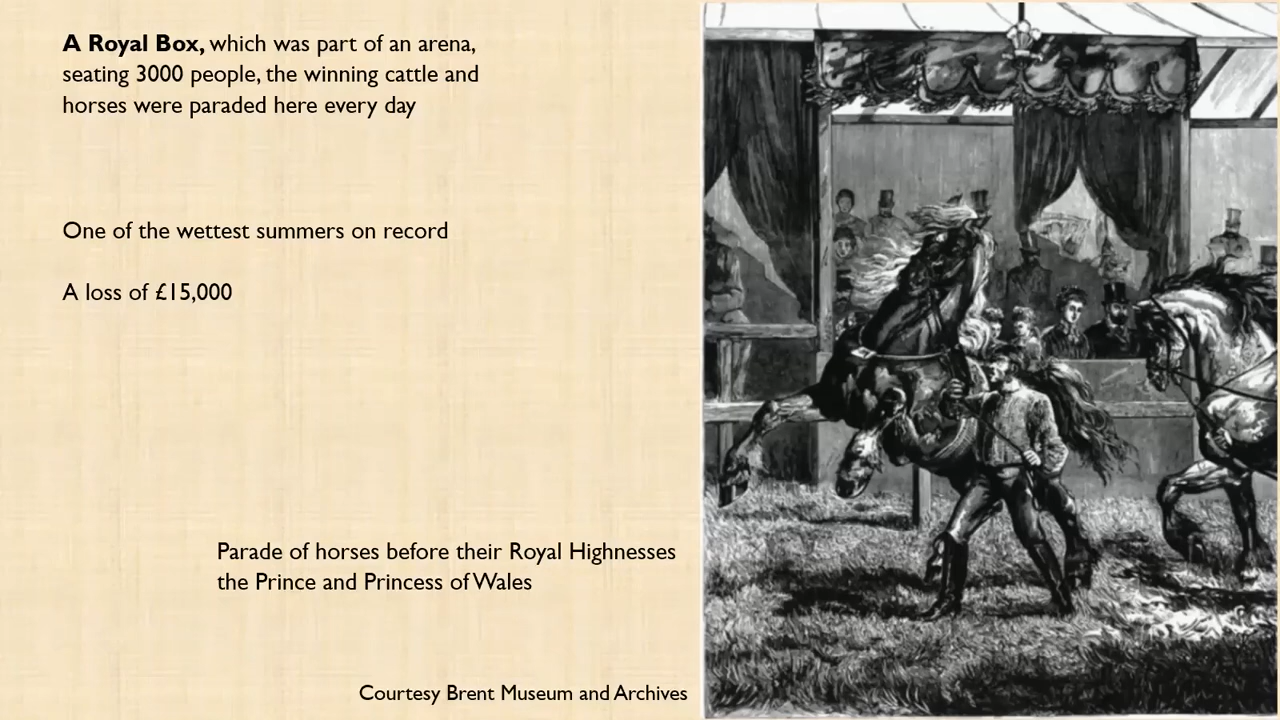 A Royal Box, which was part of an arena,
seating 3000 people, the winning cattle and
horses were paraded here every day
One of the wettest summers on record
A loss of £15,000
Parade of horses before their Royal Highnesses
the Prince and Princess of Wales
Courtesy Brent Museum and Archives